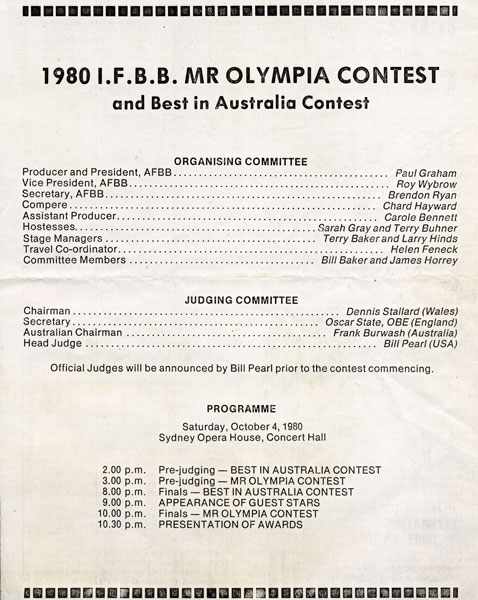 1980 I.F.B.B. MR OLYMPIA CONTEST
and Best in Australia Contest
ORGANISING COMMITTEE
Producer and President, AFBB........................................ Paul Graham
Vice President, AFBB........................................ Roy Wybrow
Secretary, AFBB........................................ Brendon Ryan
Compere........................................ Chard Hayward
Assistant Producer........................................ Carole Bennett
Hostesses........................................ Sarah Gray and Terry Buhner
Stage Managers........................................ Terry Baker and Larry Hinds
Travel Co-ordinator........................................ Helen Feneck
Committee Members........................................ Bill Baker and James Horrey
JUDGING COMMITTEE
Chairman........................................ Dennis Stallard (Wales)
Secretary........................................ Oscar State, OBE (England)
Australian Chairman........................................ Frank Burwash (Australia)
Head Judge........................................ Bill Pearl (USA)
Official Judges will be announced by Bill Pearl prior to the contest commencing.
PROGRAMME
Saturday, October 4, 1980
Sydney Opera House, Concert Hall
2.00 p.m. Pre-judging — BEST IN AUSTRALIA CONTEST
3.00 p.m. Pre-judging — MR OLYMPIA CONTEST
8.00 p.m. Finals — BEST IN AUSTRALIA CONTEST
9.00 p.m. APPEARANCE OF GUEST STARS
10.00 p.m. Finals — MR OLYMPIA CONTEST
10.30 p.m. PRESENTATION OF AWARDS